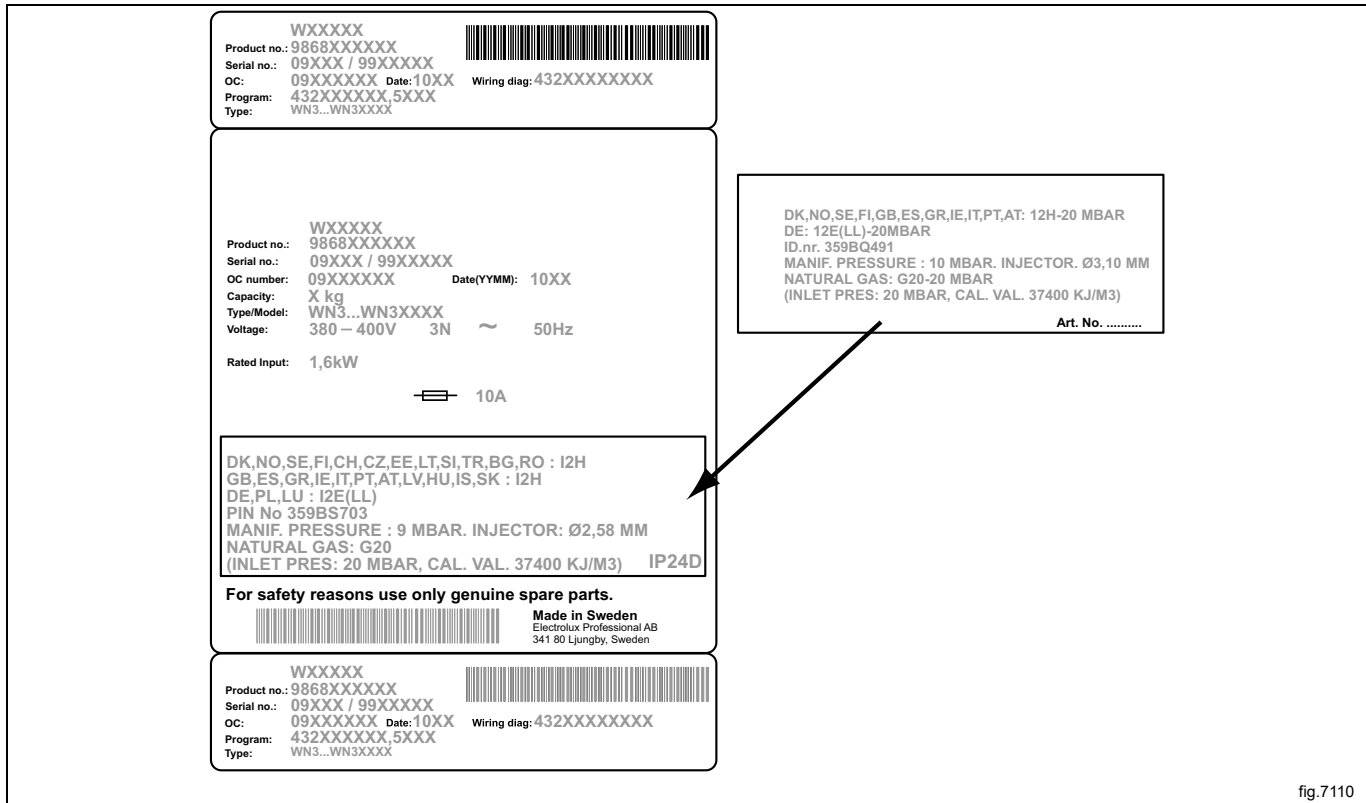 WXXXXX
Product no.: 9868XXXXXX
Serial no.: 09XXX / 99XXXXX
OC: 09XXXXXX Date: 10XX Wiring diag: 432XXXXXXXX
Program: 432XXXXXX,5XXX
Type: WN3...WN3XXXX
WXXXXX
Product no.: 9868XXXXXX
Serial no.: 09XXX / 99XXXXX
OC number: 09XXXXXX Date(YYMM): 10XX
Capacity: X kg
Type/Model: WN3...WN3XXXX
Voltage: 380 – 400V 3N ~ 50Hz
Rated Input: 1,6kW
10A
DK,NO,SE,FI,CH,CZ,EE,LT,SI,TR,BG,RO : I2H
GB,ES,GR,IE,IT,PT,AT,LV,HU,IS,SK : I2H
DE,PL,LU : I2E(LL)
PIN No 359BS703
MANIF. PRESSURE : 9 MBAR. INJECTOR: Ø2,58 MM
NATURAL GAS: G20
(INLET PRES: 20 MBAR, CAL. VAL. 37400 KJ/M3) IP24D
For safety reasons use only genuine spare parts.
Made in Sweden
Electrolux Professional AB
341 80 Ljungby, Sweden
WXXXXX
Product no.: 9868XXXXXX
Serial no.: 09XXX / 99XXXXX
OC: 09XXXXXX Date: 10XX Wiring diag: 432XXXXXXXX
Program: 432XXXXXX,5XXX
Type: WN3...WN3XXXX
DK,NO,SE,FI,GB,ES,GR,IE,IT,PT,AT: 12H-20 MBAR
DE: 12E(LL)-20MBAR
ID.nr. 359BQ491
MANIF. PRESSURE : 10 MBAR. INJECTOR. Ø3,10 MM
NATURAL GAS: G20-20 MBAR
(INLET PRES: 20 MBAR, CAL. VAL. 37400 KJ/M3)
Art. No. ..........
fig.7110